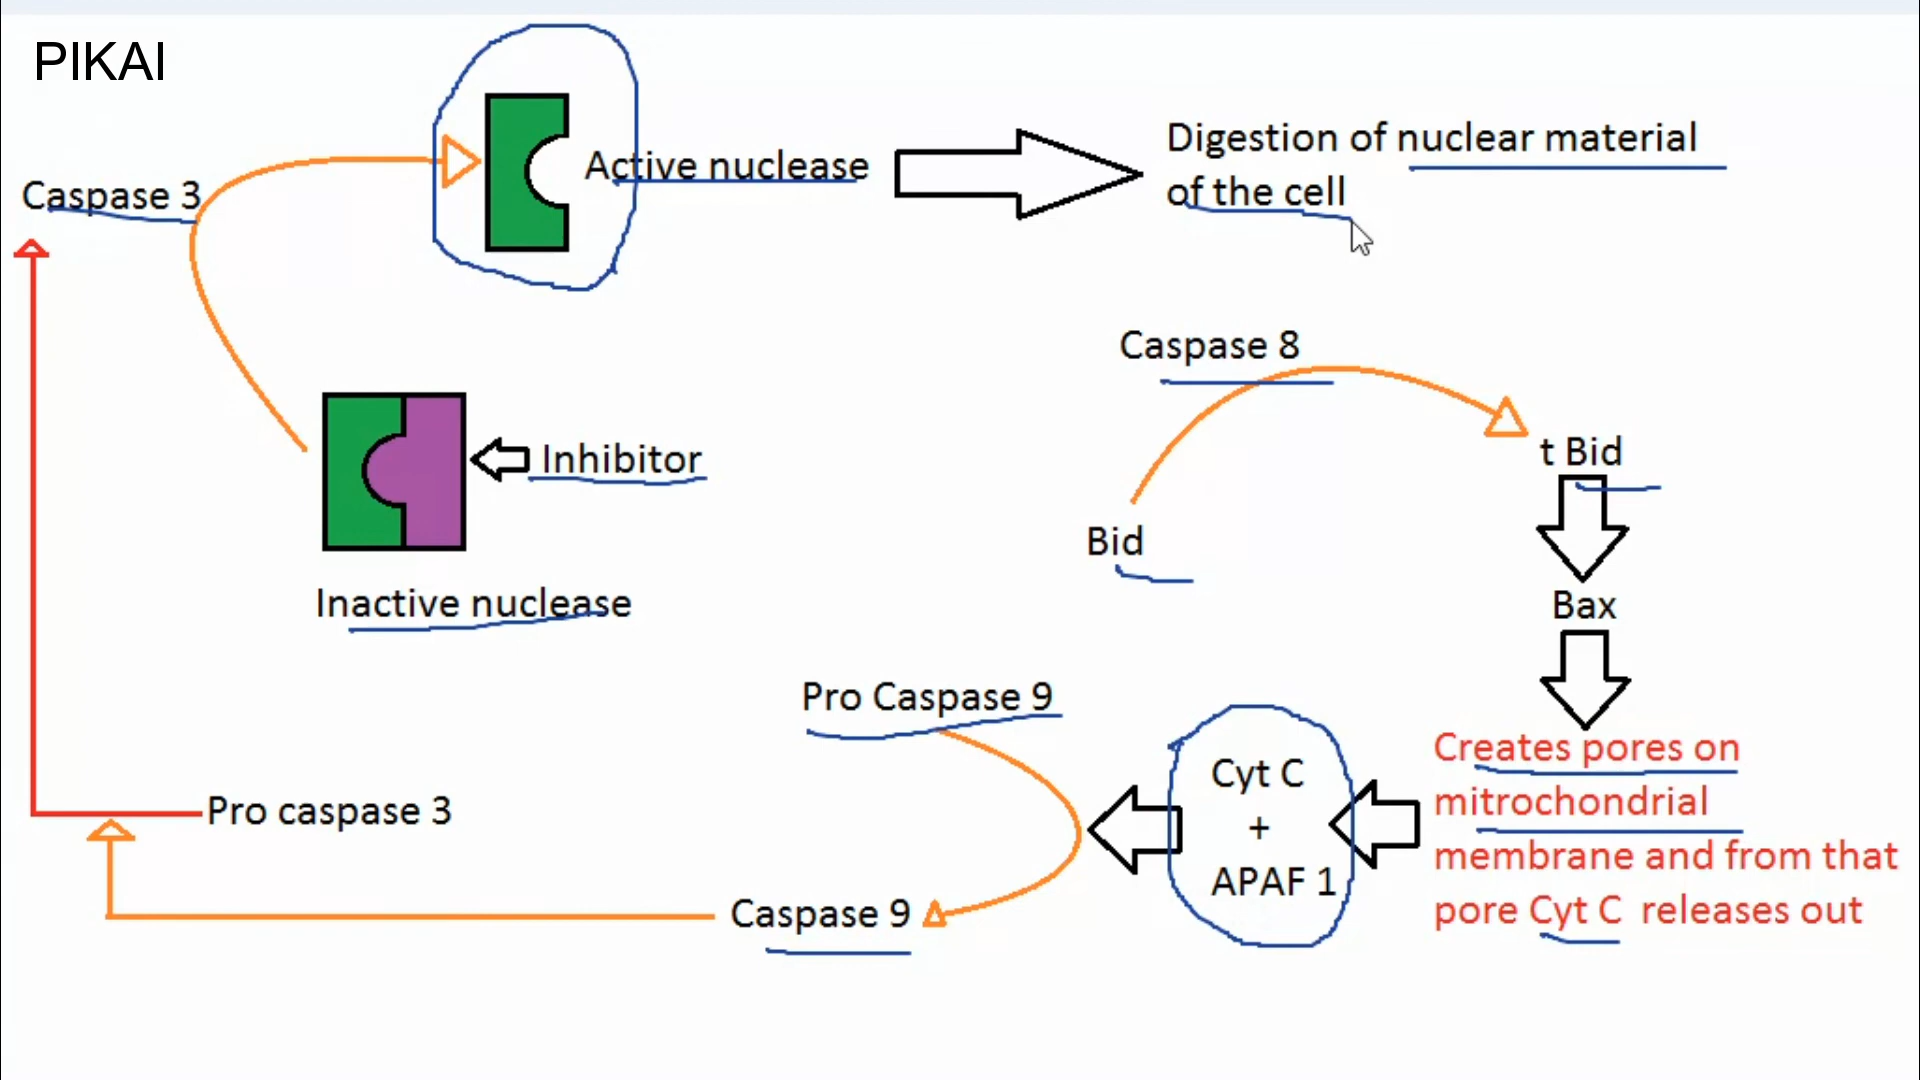 PIKAI
Digestion of nuclear material
of the cell
Active nuclease
Caspase 3
Caspase 8
t Bid
Inhibitor
Bid
Inactive nuclease
Bax
Pro Caspase 9
Creates pores on
mitrochondrial
membrane and from that
pore Cyt C releases out
Cyt C
+
APAF 1
Pro caspase 3
Caspase 9